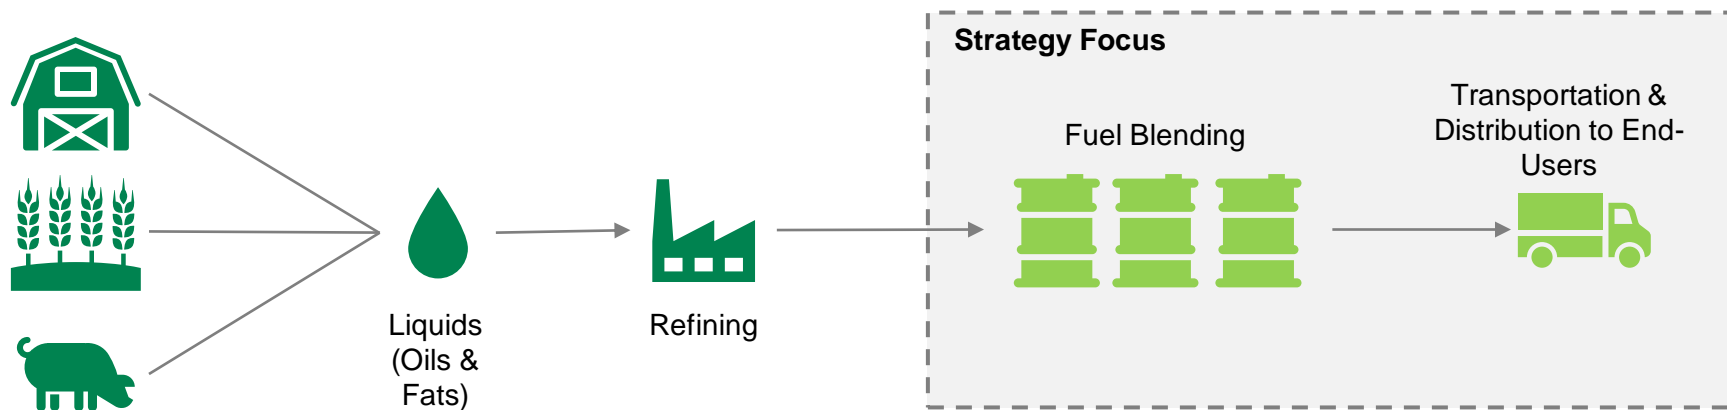 Strategy Focus
Transportation &
Distribution to End-
Users
Fuel Blending
Liquids
(Oils &
Fats)
Refining